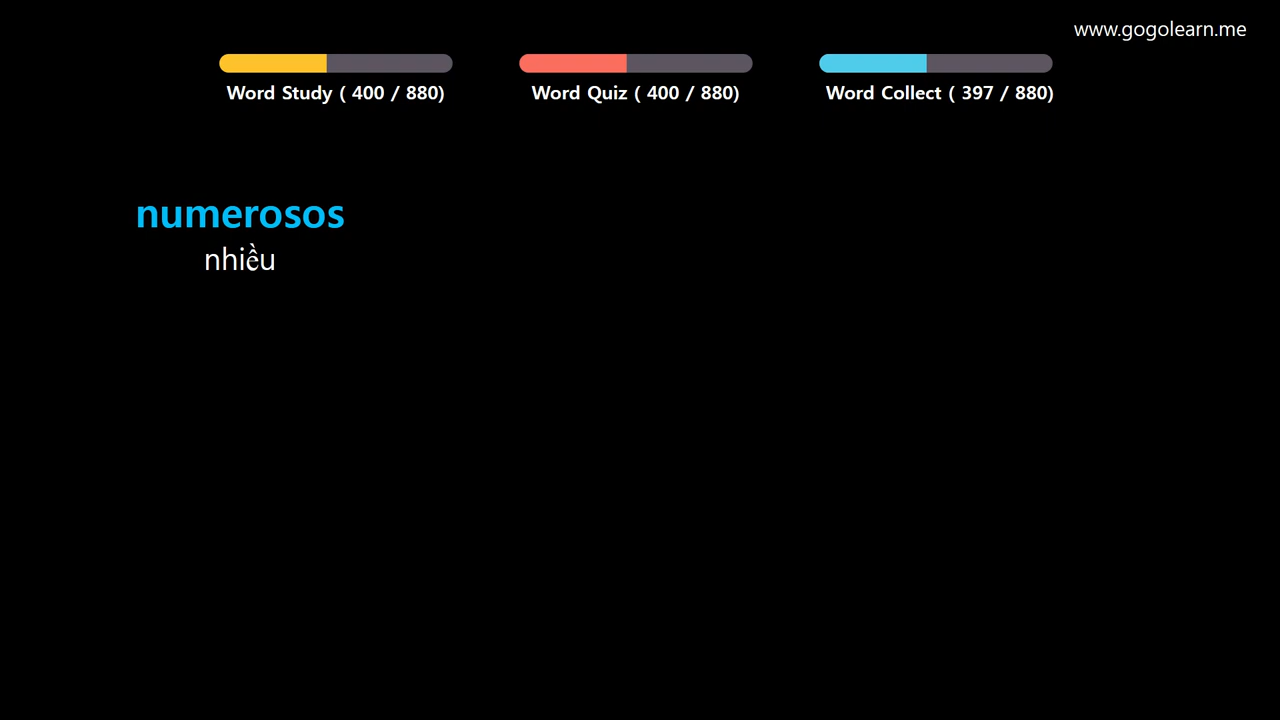 www.gogolearn.me
Word Study ( 400 / 880)
Word Quiz ( 400 / 880)
Word Collect ( 397 / 880)
numerosos
nhiều